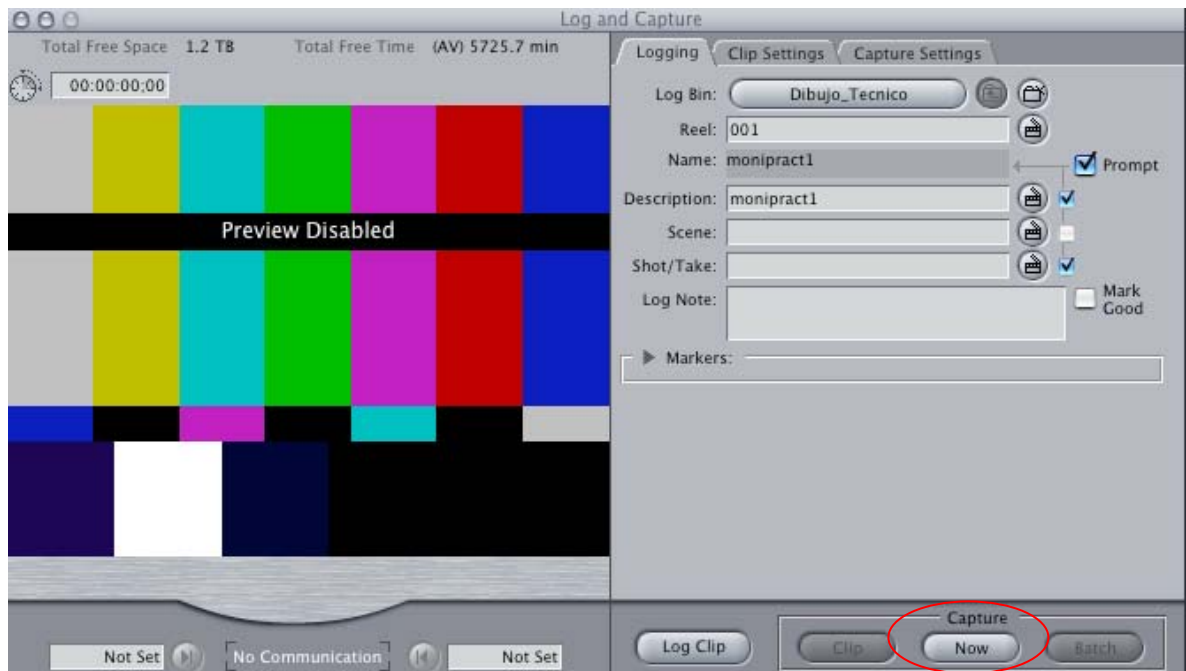 Log and Capture
Total Free Space 1.2 TB Total Free Time (AV) 5725.7 min
00:00:00;00
Preview Disabled
Not Set No Communication Not Set
Logging Clip Settings Capture Settings
Log Bin: Dibujo_Tecnico
Reel: 001
Name: monipract1 Prompt
Description: monipract1
Scene:
Shot/Take:
Log Note: Mark
Good
Markers:
Capture
Log Clip Clip Now Batch